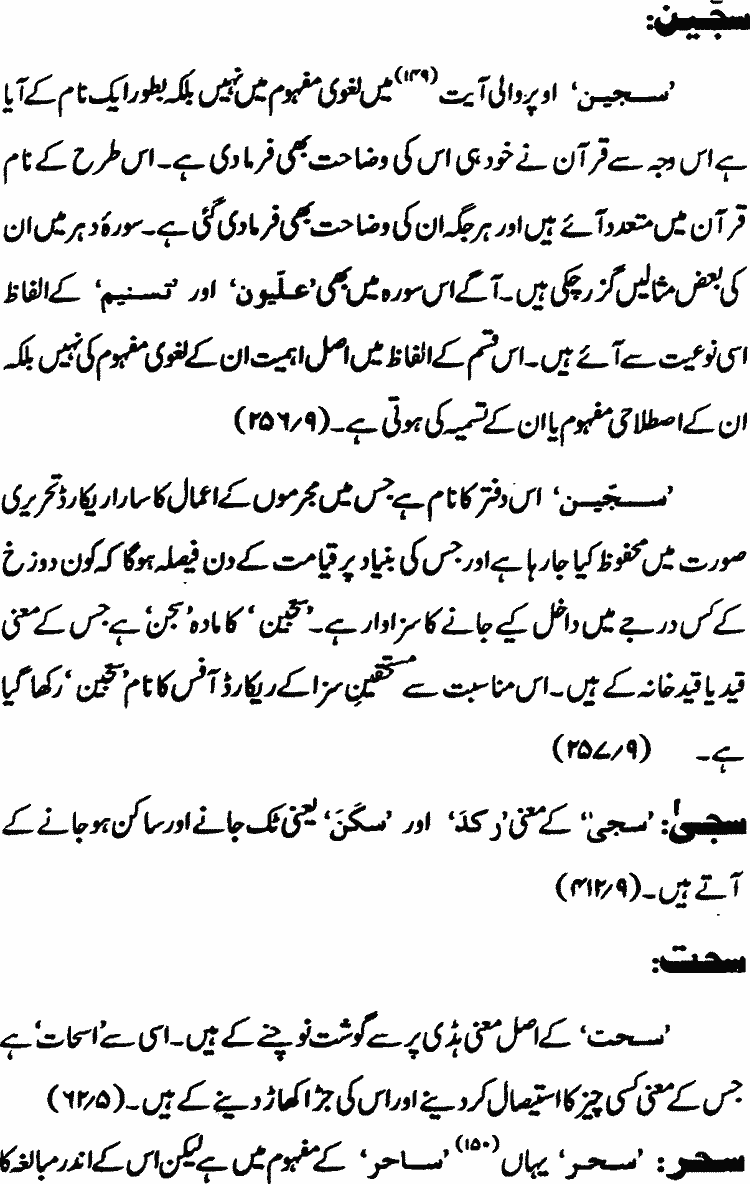 سجّین:
’سجین‘ اوپر والی آیت (۱۴۹) میں لغوی مفہوم میں نہیں بلکہ بطور ایک نام کے آیا
ہے اس وجہ سے قرآن نے خود ہی اس کی وضاحت بھی فرما دی ہے۔ اس طرح کے نام
قرآن میں متعدد آئے ہیں اور ہر جگہ ان کی وضاحت بھی فرما دی گئی ہے۔ سورۂ دہر میں ان
کی بعض مثالیں گزر چکی ہیں۔ آگے اس سورہ میں بھی ’علّیون‘ اور ’تسنیم‘ کے الفاظ
اسی نوعیت سے آئے ہیں۔ اس قسم کے الفاظ میں اصل اہمیت ان کے لغوی مفہوم کی نہیں بلکہ
ان کے اصطلاحی مفہوم یا ان کے تسمیہ کی ہوتی ہے۔ (۲۵۶/۹)
’سجّین‘ اس دفتر کا نام ہے جس میں مجرموں کے اعمال کا سارا ریکارڈ تحریری
صورت میں محفوظ کیا جا رہا ہے اور جس کی بنیاد پر قیامت کے دن فیصلہ ہوگا کہ کون دوزخ
کے کس درجے میں داخل کیے جانے کا سزاوار ہے۔ ’سجّین‘ کا مادہ ’سجن‘ ہے جس کے معنی
قید یا قید خانہ کے ہیں۔ اس مناسبت سے مستحقینِ سزا کے ریکارڈ آفس کا نام ’سجّین‘ رکھا گیا
ہے۔ (۲۵۷/۹)
سجیٰ: ’سجیٰ‘ کے معنی ’رکدَ‘ اور ’سکَنَ‘ یعنی ٹک جانے اور ساکن ہو جانے کے
آتے ہیں۔ (۴۱۲/۹)
سحت:
’سحت‘ کے اصل معنی ہڈی پر سے گوشت نوچنے کے ہیں۔ اسی سے ’اسحات‘ ہے
جس کے معنی کسی چیز کا استیصال کر دینے اور اس کی جڑ اکھاڑ دینے کے ہیں۔ (۶۲/۵)
سحر: ’سحر‘ یہاں (۱۵۰) ’ساحر‘ کے مفہوم میں ہے لیکن اس کے اندر مبالغہ کا